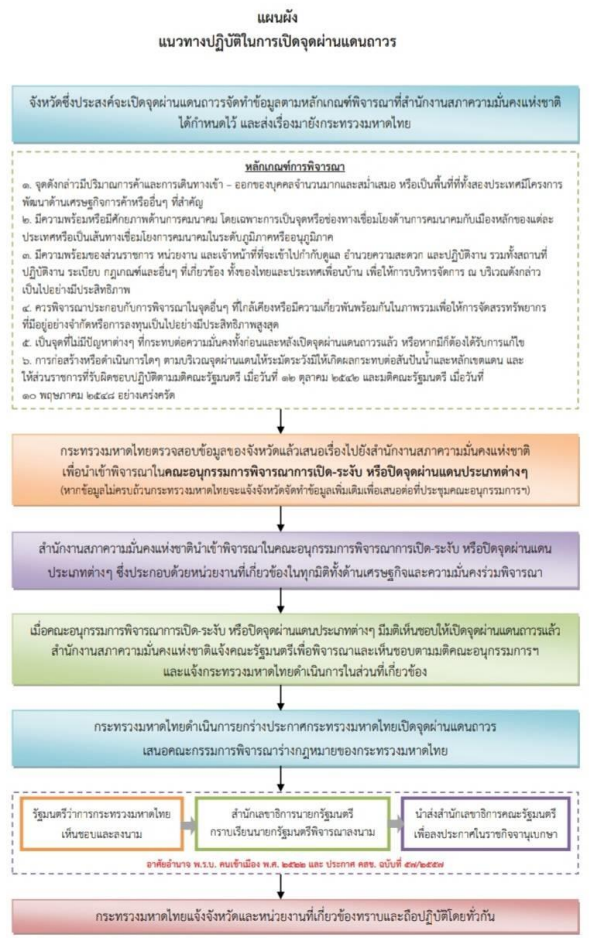 แผนผัง
แนวทางปฏิบัติในการเปิดจุดผ่านแดนถาวร
จังหวัดซึ่งประสงค์จะเปิดจุดผ่านแดนถาวรจัดทำข้อมูลตามหลักเกณฑ์พิจารณาที่สำนักงานสภาความมั่นคงแห่งชาติ
ได้กำหนดไว้ และส่งเรื่องมายังกระทรวงมหาดไทย
หลักเกณฑ์การพิจารณา
๑. จุดดังกล่าวมีปริมาณการค้าและการเดินทางเข้า – ออกของบุคคลจำนวนมากและสม่ำเสมอ หรือเป็นพื้นที่ที่ทั้งสองประเทศมีโครงการ
พัฒนาด้านเศรษฐกิจการค้าหรืออื่นๆ ที่สำคัญ
๒. มีความพร้อมหรือมีศักยภาพด้านการคมนาคม โดยเฉพาะการเป็นจุดหรือช่องทางเชื่อมโยงด้านการคมนาคมกับเมืองหลักของแต่ละ
ประเทศหรือเป็นเส้นทางเชื่อมโยงการคมนาคมในระดับภูมิภาคหรืออนุภูมิภาค
๓. มีความพร้อมของส่วนราชการ หน่วยงาน และเจ้าหน้าที่ที่จะเข้าไปกำกับดูแล อำนวยความสะดวก และปฏิบัติงาน รวมทั้งสถานที่
ปฏิบัติงาน ระเบียบ กฎเกณฑ์และอื่นๆ ที่เกี่ยวข้อง ทั้งของไทยและประเทศเพื่อนบ้าน เพื่อให้การบริหารจัดการ ณ บริเวณดังกล่าว
เป็นไปอย่างมีประสิทธิภาพ
๔. ควรพิจารณาประกอบกับการพิจารณาในจุดอื่นๆ ที่ใกล้เคียงหรือมีความเกี่ยวพันพร้อมกันในภาพรวมเพื่อให้การจัดสรรทรัพยากร
ที่มีอยู่อย่างจำกัดหรือการลงทุนเป็นไปอย่างมีประสิทธิภาพสูงสุด
๕. เป็นจุดที่ไม่มีปัญหาต่างๆ ที่กระทบต่อความมั่นคงทั้งก่อนและหลังเปิดจุดผ่านแดนถาวรแล้ว หรือหากมีก็ต้องได้รับการแก้ไข
๖. การก่อสร้างหรือดำเนินการใดๆ ตามบริเวณจุดผ่านแดนให้ระมัดระวังมิให้เกิดผลกระทบต่อสันปันน้ำและหลักเขตแดน และ
ให้ส่วนราชการที่รับผิดชอบปฏิบัติตามมติคณะรัฐมนตรี เมื่อวันที่ ๑๒ ตุลาคม ๒๕๔๒ และมติคณะรัฐมนตรี เมื่อวันที่
๑๐ พฤษภาคม ๒๕๔๘ อย่างเคร่งครัด
กระทรวงมหาดไทยตรวจสอบข้อมูลของจังหวัดแล้วเสนอเรื่องไปยังสำนักงานสภาความมั่นคงแห่งชาติ
เพื่อนำเข้าพิจารณาในคณะอนุกรรมการพิจารณาการเปิด-ระงับ หรือปิดจุดผ่านแดนประเภทต่างๆ
(หากข้อมูลไม่ครบถ้วนกระทรวงมหาดไทยจะแจ้งจังหวัดจัดทำข้อมูลเพิ่มเติมเพื่อเสนอต่อที่ประชุมคณะอนุกรรมการฯ)
สำนักงานสภาความมั่นคงแห่งชาตินำเข้าพิจารณาในคณะอนุกรรมการพิจารณาการเปิด-ระงับ หรือปิดจุดผ่านแดน
ประเภทต่างๆ ซึ่งประกอบด้วยหน่วยงานที่เกี่ยวข้องในทุกมิติทั้งด้านเศรษฐกิจและความมั่นคงร่วมพิจารณา
เมื่อคณะอนุกรรมการพิจารณาการเปิด-ระงับ หรือปิดจุดผ่านแดนประเภทต่างๆ มีมติเห็นชอบให้เปิดจุดผ่านแดนถาวรแล้ว
สำนักงานสภาความมั่นคงแห่งชาติแจ้งคณะรัฐมนตรีเพื่อพิจารณาและเห็นชอบตามมติคณะอนุกรรมการฯ
และแจ้งกระทรวงมหาดไทยดำเนินการในส่วนที่เกี่ยวข้อง
กระทรวงมหาดไทยดำเนินการยกร่างประกาศกระทรวงมหาดไทยเปิดจุดผ่านแดนถาวร
เสนอคณะกรรมการพิจารณาร่างกฎหมายของกระทรวงมหาดไทย
รัฐมนตรีว่าการกระทรวงมหาดไทย
เห็นชอบและลงนาม
สำนักเลขาธิการนายกรัฐมนตรี
กราบเรียนนายกรัฐมนตรีพิจารณาลงนาม
นำส่งสำนักเลขาธิการคณะรัฐมนตรี
เพื่อลงประกาศในราชกิจจานุเบกษา
อาศัยอำนาจ พ.ร.บ. คนเข้าเมือง พ.ศ. ๒๕๒๒ และ ประกาศ คสช. ฉบับที่ ๕๗/๒๕๕๗
กระทรวงมหาดไทยแจ้งจังหวัดและหน่วยงานที่เกี่ยวข้องทราบและถือปฏิบัติโดยทั่วกัน